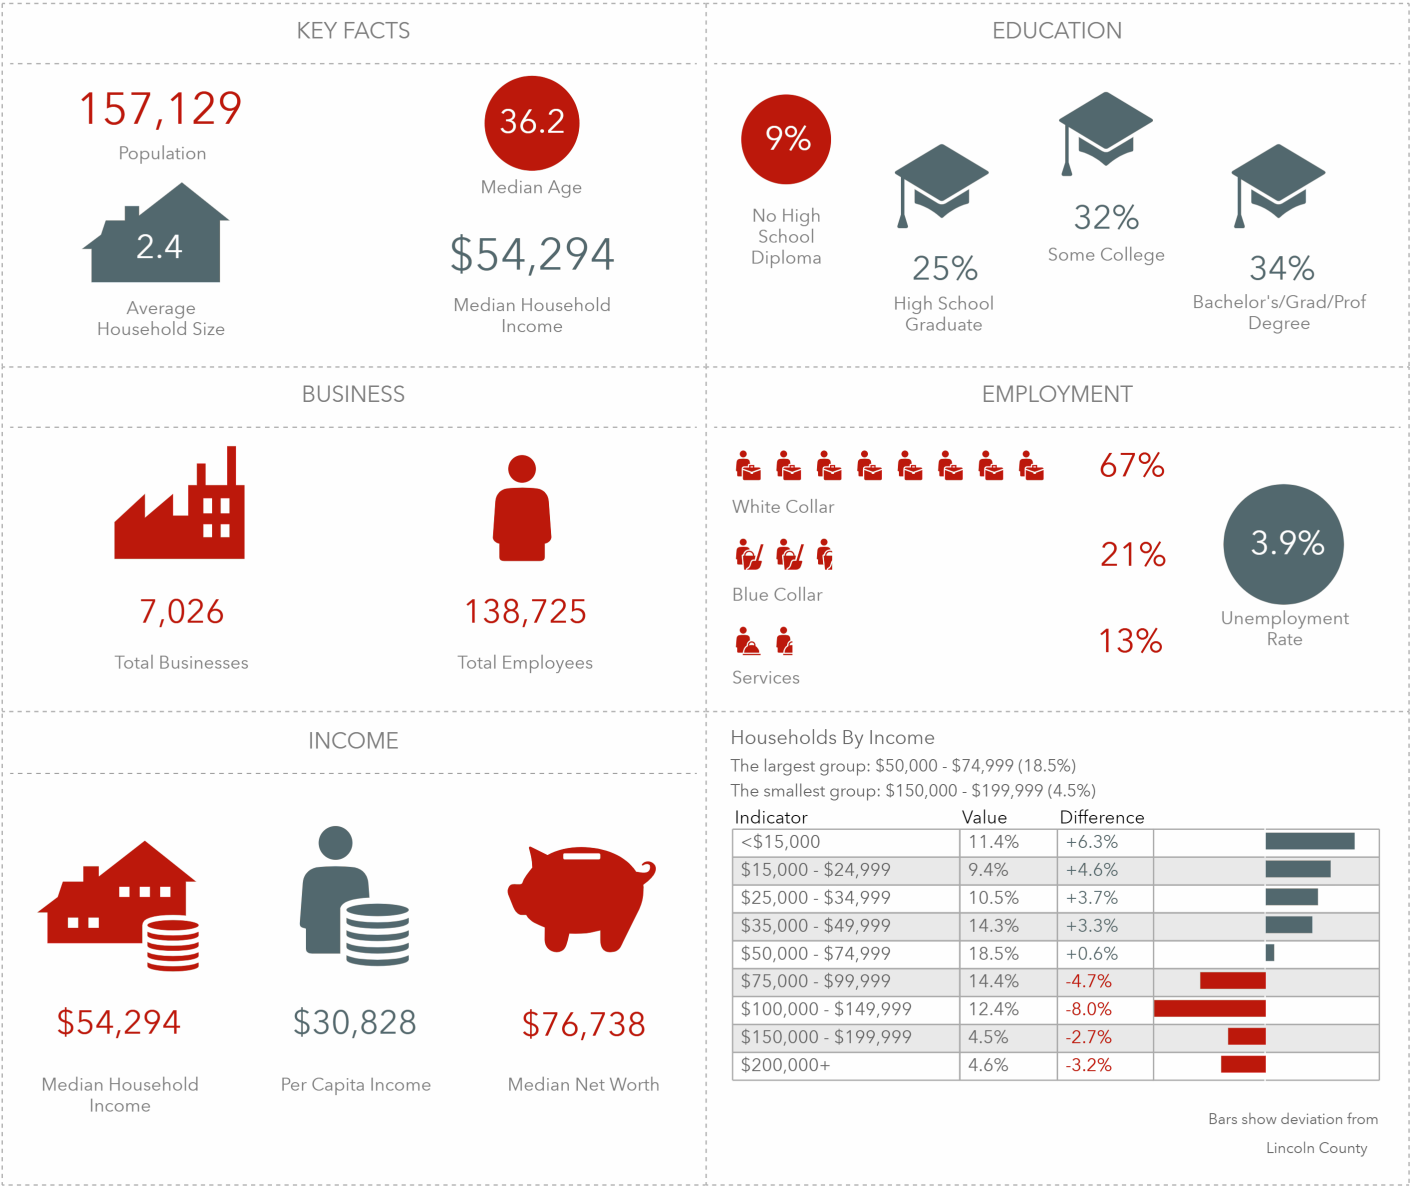 KEY FACTS
157,129
Population
36.2
Median Age
2.4
Average
Household Size
$54,294
Median Household
Income
EDUCATION
9%
No High
School
Diploma
25%
High School
Graduate
32%
Some College
34%
Bachelor's/Grad/Prof
Degree
BUSINESS
7,026
Total Businesses
138,725
Total Employees
EMPLOYMENT
67%
White Collar
21%
Blue Collar
13%
Services
3.9%
Unemployment
Rate
INCOME
$54,294
Median Household
Income
$30,828
Per Capita Income
$76,738
Median Net Worth
Households By Income
The largest group: $50,000 - $74,999 (18.5%)
The smallest group: $150,000 - $199,999 (4.5%)
Indicator Value Difference
<$15,000 11.4% +6.3%
$15,000 - $24,999 9.4% +4.6%
$25,000 - $34,999 10.5% +3.7%
$35,000 - $49,999 14.3% +3.3%
$50,000 - $74,999 18.5% +0.6%
$75,000 - $99,999 14.4% -4.7%
$100,000 - $149,999 12.4% -8.0%
$150,000 - $199,999 4.5% -2.7%
$200,000+ 4.6% -3.2%
Bars show deviation from
Lincoln County